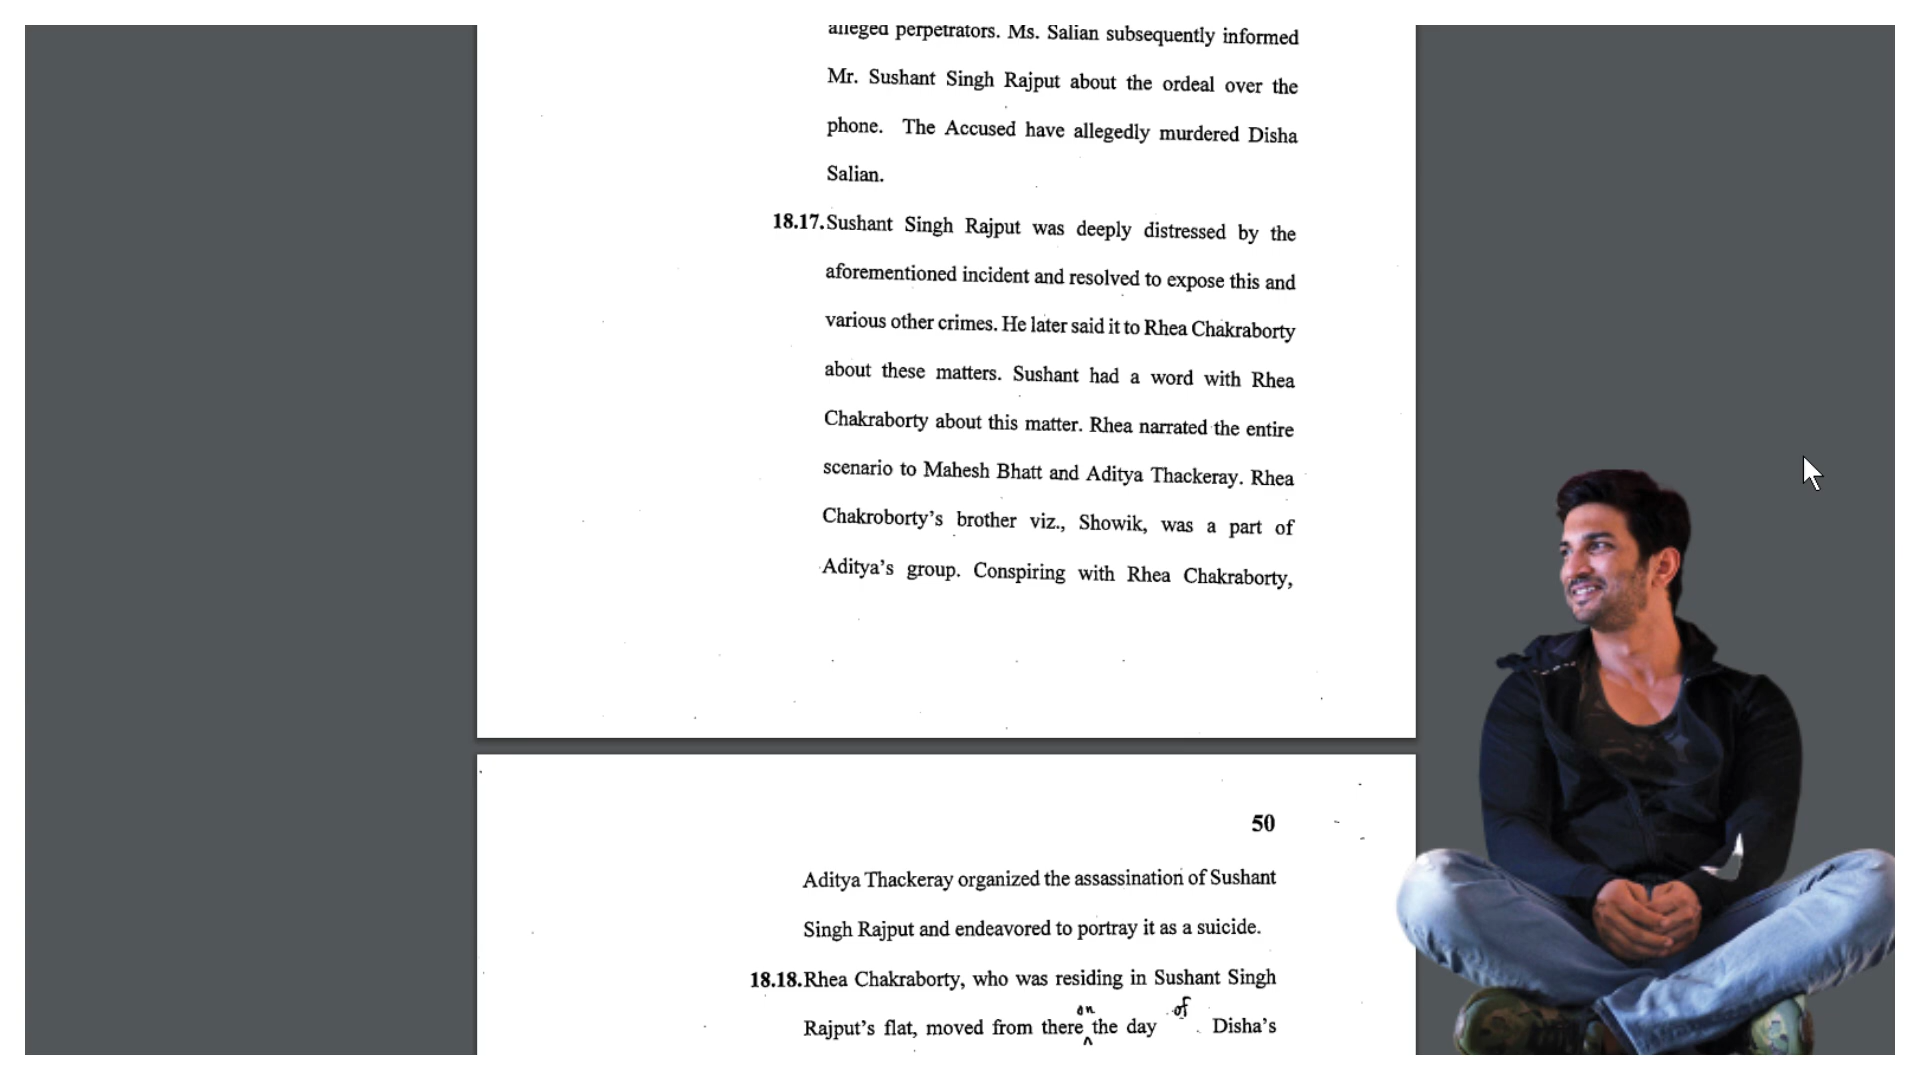 alleged perpetrators. Ms. Salian subsequently informed
Mr. Sushant Singh Rajput about the ordeal over the
phone. The Accused have allegedly murdered Disha
Salian.
18.17. Sushant Singh Rajput was deeply distressed by the
aforementioned incident and resolved to expose this and
various other crimes. He later said it to Rhea Chakraborty
about these matters. Sushant had a word with Rhea
Chakraborty about this matter. Rhea narrated the entire
scenario to Mahesh Bhatt and Aditya Thackeray. Rhea
Chakroborty's brother viz., Showik, was a part of
Aditya's group. Conspiring with Rhea Chakraborty,
50
Aditya Thackeray organized the assassination of Sushant
Singh Rajput and endeavored to portray it as a suicide.
18.18. Rhea Chakraborty, who was residing in Sushant Singh
Rajput's flat, moved from there on the day of Disha's